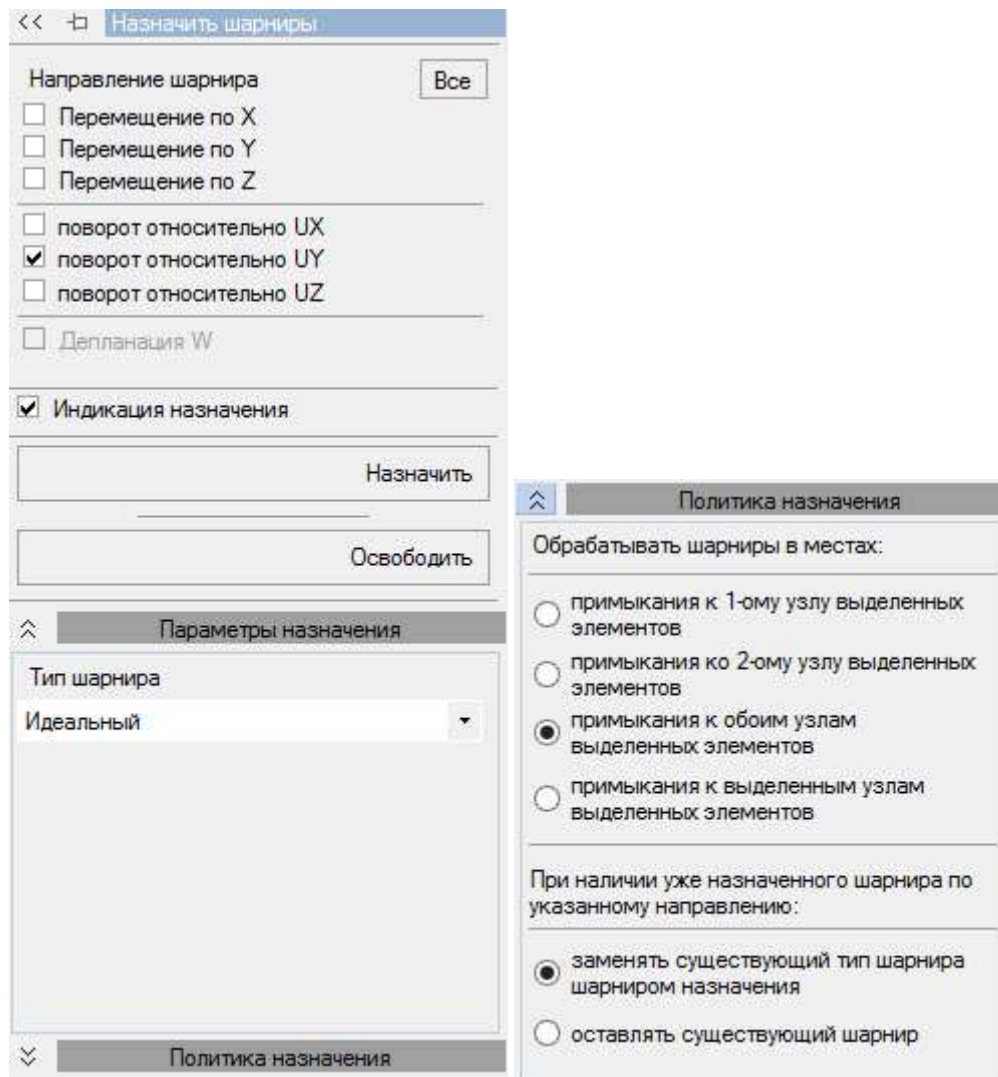 << Назначить шарниры
Направление шарнира Все
Перемещение по X
Перемещение по Y
Перемещение по Z
поворот относительно UX
поворот относительно UY
поворот относительно UZ
Депланация W
Индикация назначения
Назначить
Освободить
Параметры назначения
Тип шарнира
Идеальный
Политика назначения
Политика назначения
Обрабатывать шарниры в местах:
примыкания к 1-ому узлу выделенных
элементов
примыкания ко 2-ому узлу выделенных
элементов
примыкания к обоим узлам
выделенных элементов
примыкания к выделенным узлам
выделенных элементов
При наличии уже назначенного шарнира по
указанному направлению:
заменять существующий тип шарнира
шарниром назначения
оставлять существующий шарнир